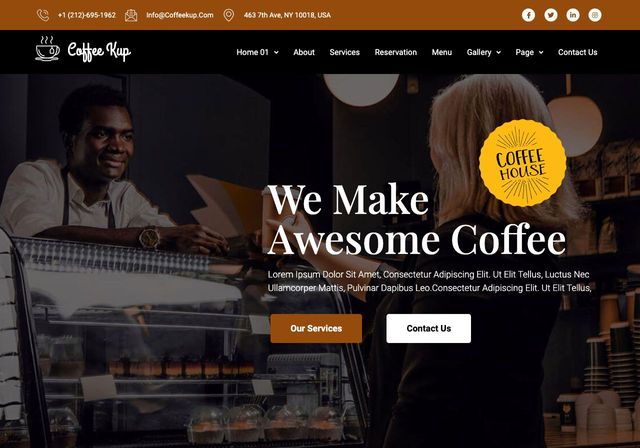 +1 (212)-695-1962
Info@Coffeekup.Com
463 7th Ave, NY 10018, USA
Coffee Kup
Home 01
About
Services
Reservation
Menu
Gallery
Page
Contact Us
COFFEE
HOUSE
We Make
Awesome Coffee
Lorem Ipsum Dolor Sit Amet, Consectetur Adipiscing Elit. Ut Elit Tellus, Luctus Nec
Ullamcorper Mattis, Pulvinar Dapibus Leo.Consectetur Adipiscing Elit. Ut Elit Tellus,
Our Services
Contact Us